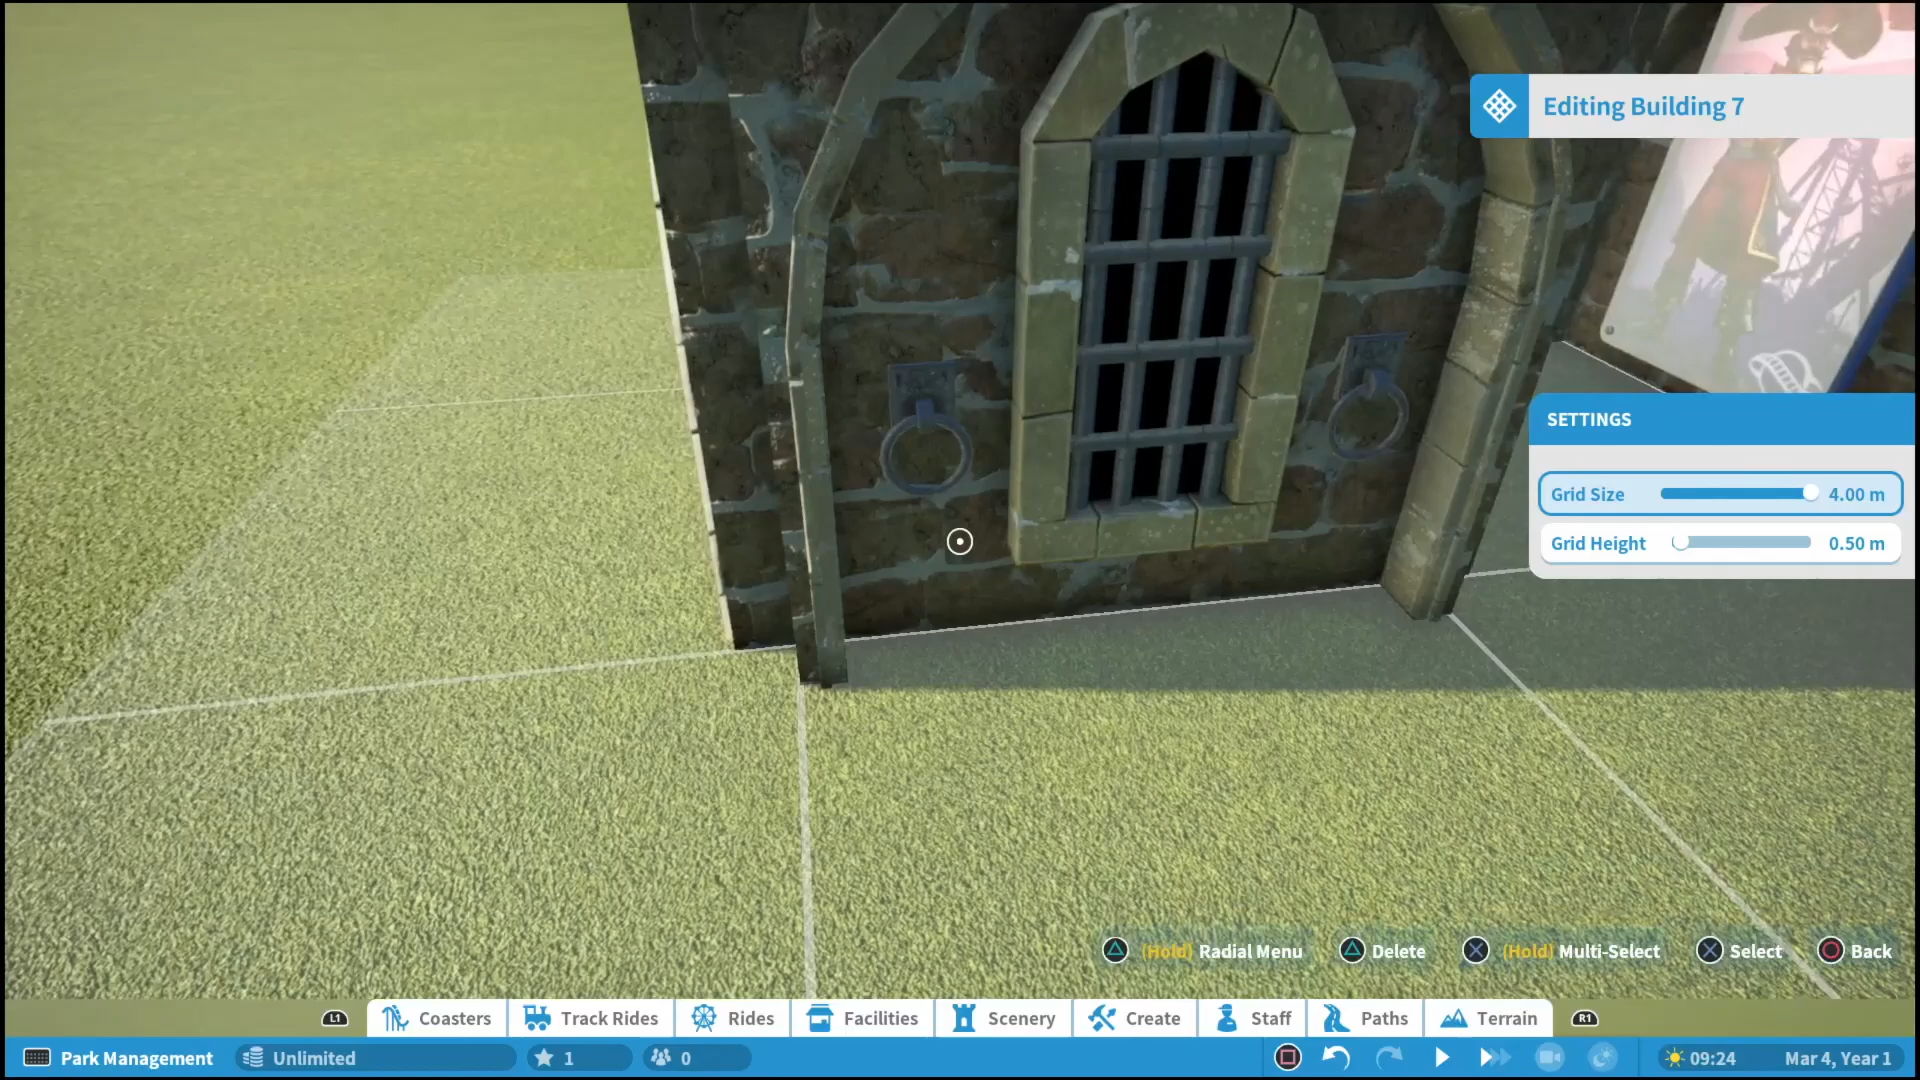 Editing Building 7
SETTINGS
Grid Size 4.00 m
Grid Height 0.50 m
(Hold) Radial Menu Delete (Hold) Multi-Select Select Back
L1 Coasters Track Rides Rides Facilities Scenery Create Staff Paths Terrain R1
Park Management Unlimited 1 0 09:24 Mar 4, Year 1